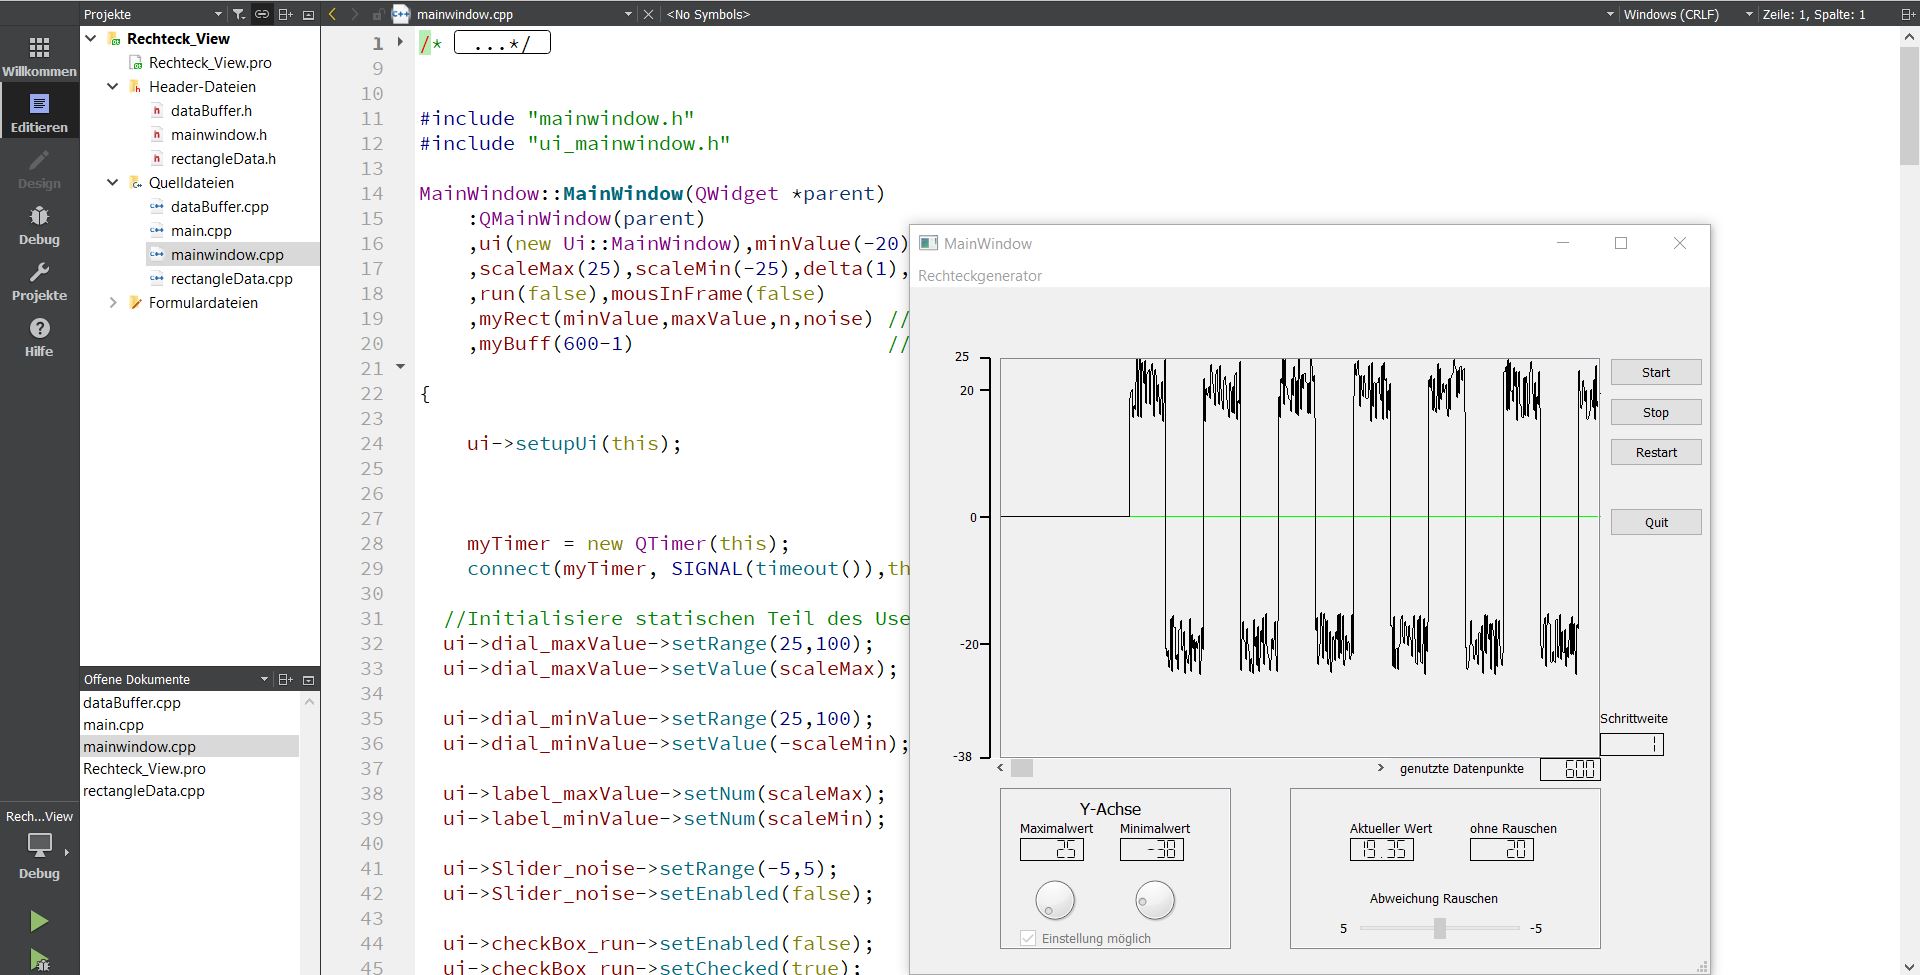 Projekte
mainwindow.cpp
<No Symbols>
Windows (CRLF)
Zeile: 1, Spalte: 1
Willkommen
Editieren
Design
Debug
Projekte
Hilfe
Rech...View
Debug
Rechteck_View
Rechteck_View.pro
Header-Dateien
dataBuffer.h
mainwindow.h
rectangleData.h
Quelldateien
dataBuffer.cpp
main.cpp
mainwindow.cpp
rectangleData.cpp
Formulardateien
Offene Dokumente
dataBuffer.cpp
main.cpp
mainwindow.cpp
Rechteck_View.pro
rectangleData.cpp
1 /* ...*/
9
10
11 #include "mainwindow.h"
12 #include "ui_mainwindow.h"
13
14 MainWindow::MainWindow(QWidget *parent)
15 :QMainWindow(parent)
16 ,ui(new Ui::MainWindow),minValue(-20)
17 ,scaleMax(25),scaleMin(-25),delta(1),
18 ,run(false),mousInFrame(false)
19 ,myRect(minValue,maxValue,n,noise) //
20 ,myBuff(600-1) //
21
22 {
23
24 ui->setupUi(this);
25
26
27
28 myTimer = new QTimer(this);
29 connect(myTimer, SIGNAL(timeout()),th
30
31 //Initialisiere statischen Teil des Use
32 ui->dial_maxValue->setRange(25,100);
33 ui->dial_maxValue->setValue(scaleMax);
34
35 ui->dial_minValue->setRange(25,100);
36 ui->dial_minValue->setValue(-scaleMin);
37
38 ui->label_maxValue->setNum(scaleMax);
39 ui->label_minValue->setNum(scaleMin);
40
41 ui->Slider_noise->setRange(-5,5);
42 ui->Slider_noise->setEnabled(false);
43
44 ui->checkBox_run->setEnabled(false);
45 ui->checkBox_run->setChecked(true);
MainWindow
Rechteckgenerator
25
20
0
-20
-38
Start
Stop
Restart
Quit
Schrittweite
1
< > genutzte Datenpunkte 600
Y-Achse
Maximalwert Minimalwert
25 -38
Einstellung möglich
Aktueller Wert ohne Rauschen
19.35 20
Abweichung Rauschen
5 -5